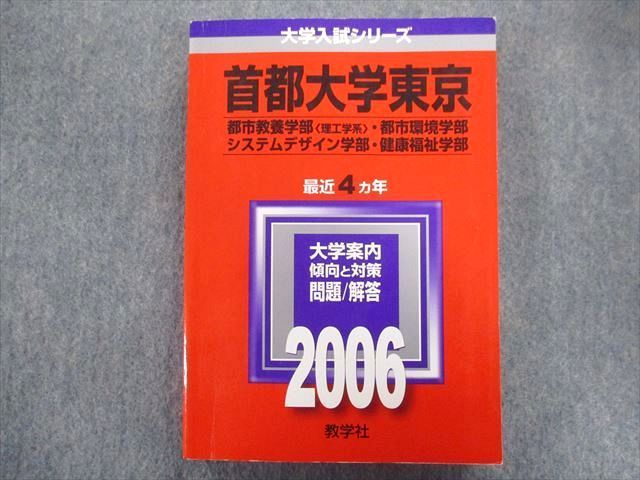 大学入試シリーズ
首都大学東京
都市教養学部〈理工学系〉・都市環境学部
システムデザイン学部・健康福祉学部
最近4カ年
大学案内
傾向と対策
問題/解答
2006
教学社